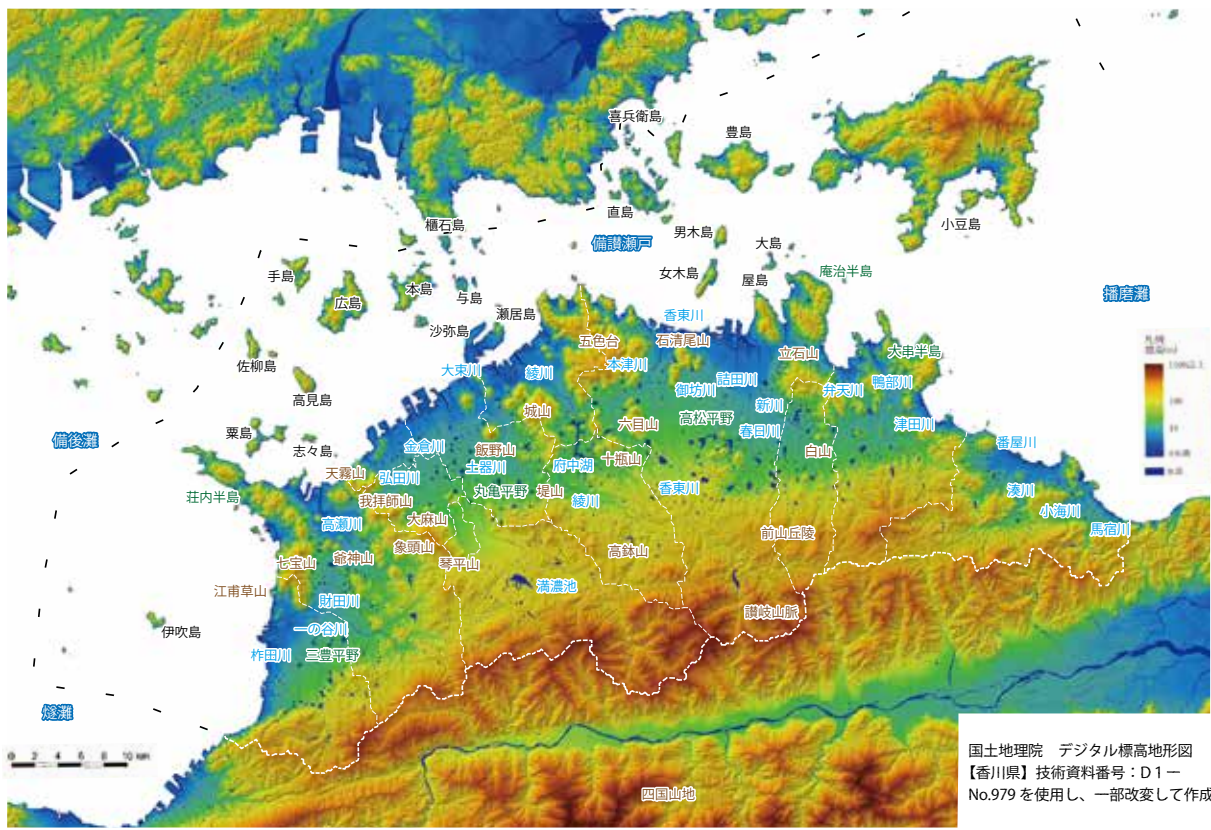 喜兵衛島
豊島
直島
櫃石島
男木島
小豆島
備讃瀬戸
大島
手島
女木島
屋島
庵治半島
本島
与島
播磨灘
広島
瀬居島
香東川
沙弥島
五色台
石清尾山
佐柳島
大束川
綾川
本津川
立石山
大串半島
御坊川
詰田川
弁天川
鴨部川
高見島
城山
新川
六目山
高松平野
津田川
粟島
備後灘
春日川
番屋川
志々島
金倉川
飯野山
白山
天霧山
弘田川
土器川
府中湖
十瓶山
荘内半島
我拝師山
丸亀平野
堤山
綾川
香東川
湊川
高瀬川
大麻山
小海川
前山丘陵
馬宿川
七宝山
爺神山
象頭山
琴平山
高鉢山
江甫草山
満濃池
財田川
讃岐山脈
伊吹島
一の谷川
柞田川
三豊平野
燧灘
0 2 4 6 8 10 km
四国山地
国土地理院　デジタル標高地形図
【香川県】技術資料番号：D1－
No.979 を使用し、一部改変して作成